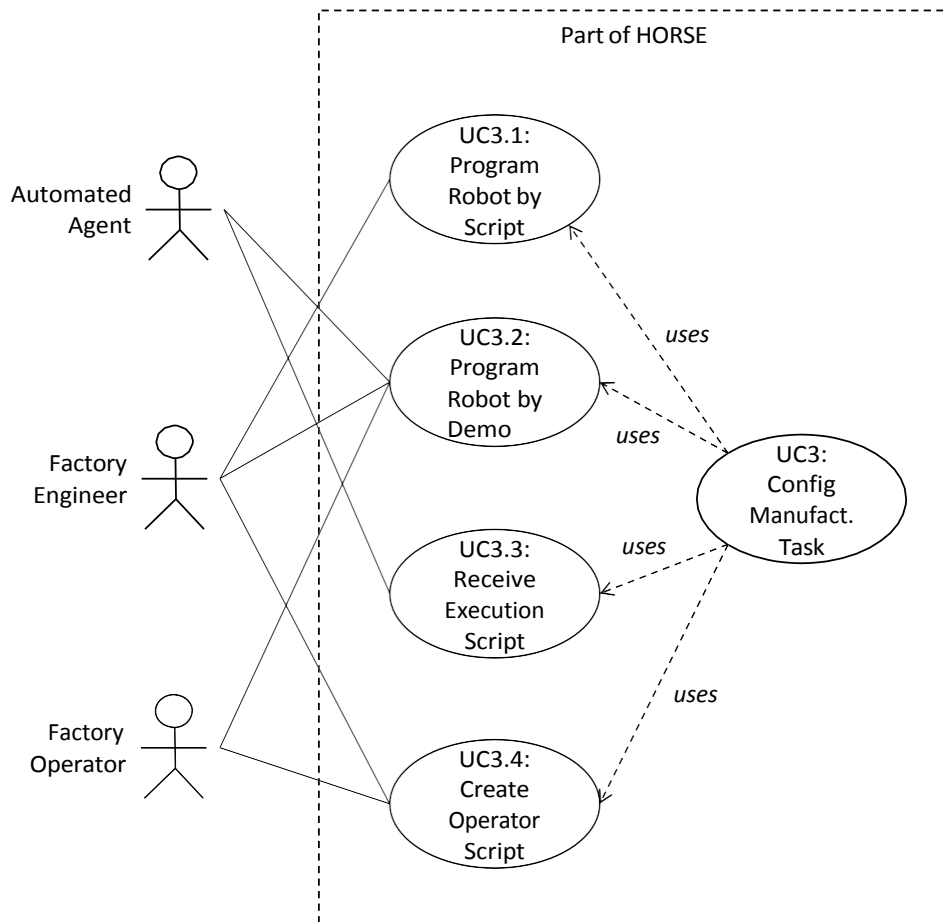 Part of HORSE
UC3.1:
Program
Robot by
Script
Automated
Agent
uses
UC3.2:
Program
Robot by
Demo
uses
Factory
Engineer
UC3:
Config
Manufact.
Task
uses
UC3.3:
Receive
Execution
Script
uses
Factory
Operator
UC3.4:
Create
Operator
Script